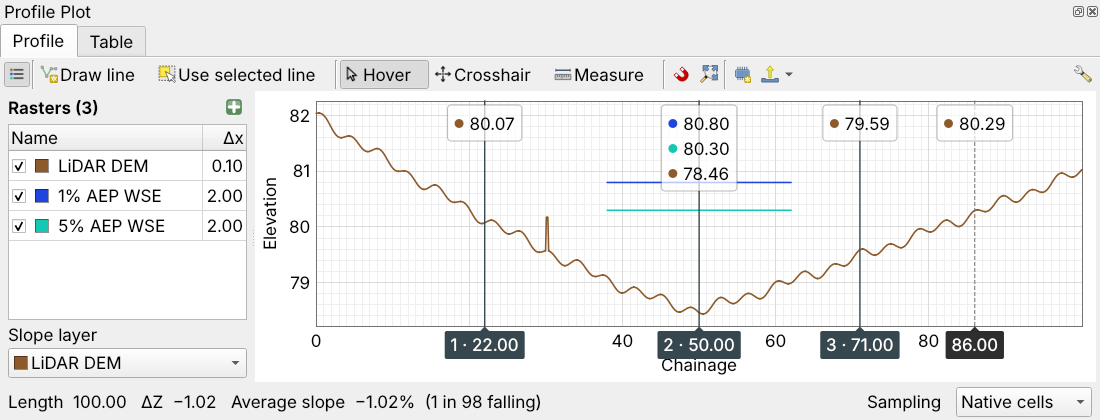 Profile Plot
Profile Table
Draw line Use selected line Hover Crosshair Measure
Rasters (3)
Name Δx
LiDAR DEM 0.10
1% AEP WSE 2.00
5% AEP WSE 2.00
Slope layer
LiDAR DEM
Elevation
82
81
80
79
80.07
80.80
80.30
78.46
79.59
80.29
0 1 · 22.00 40 2 · 50.00 60 3 · 71.00 80 86.00
Chainage
Length 100.00 ΔZ −1.02 Average slope −1.02% (1 in 98 falling) Sampling Native cells